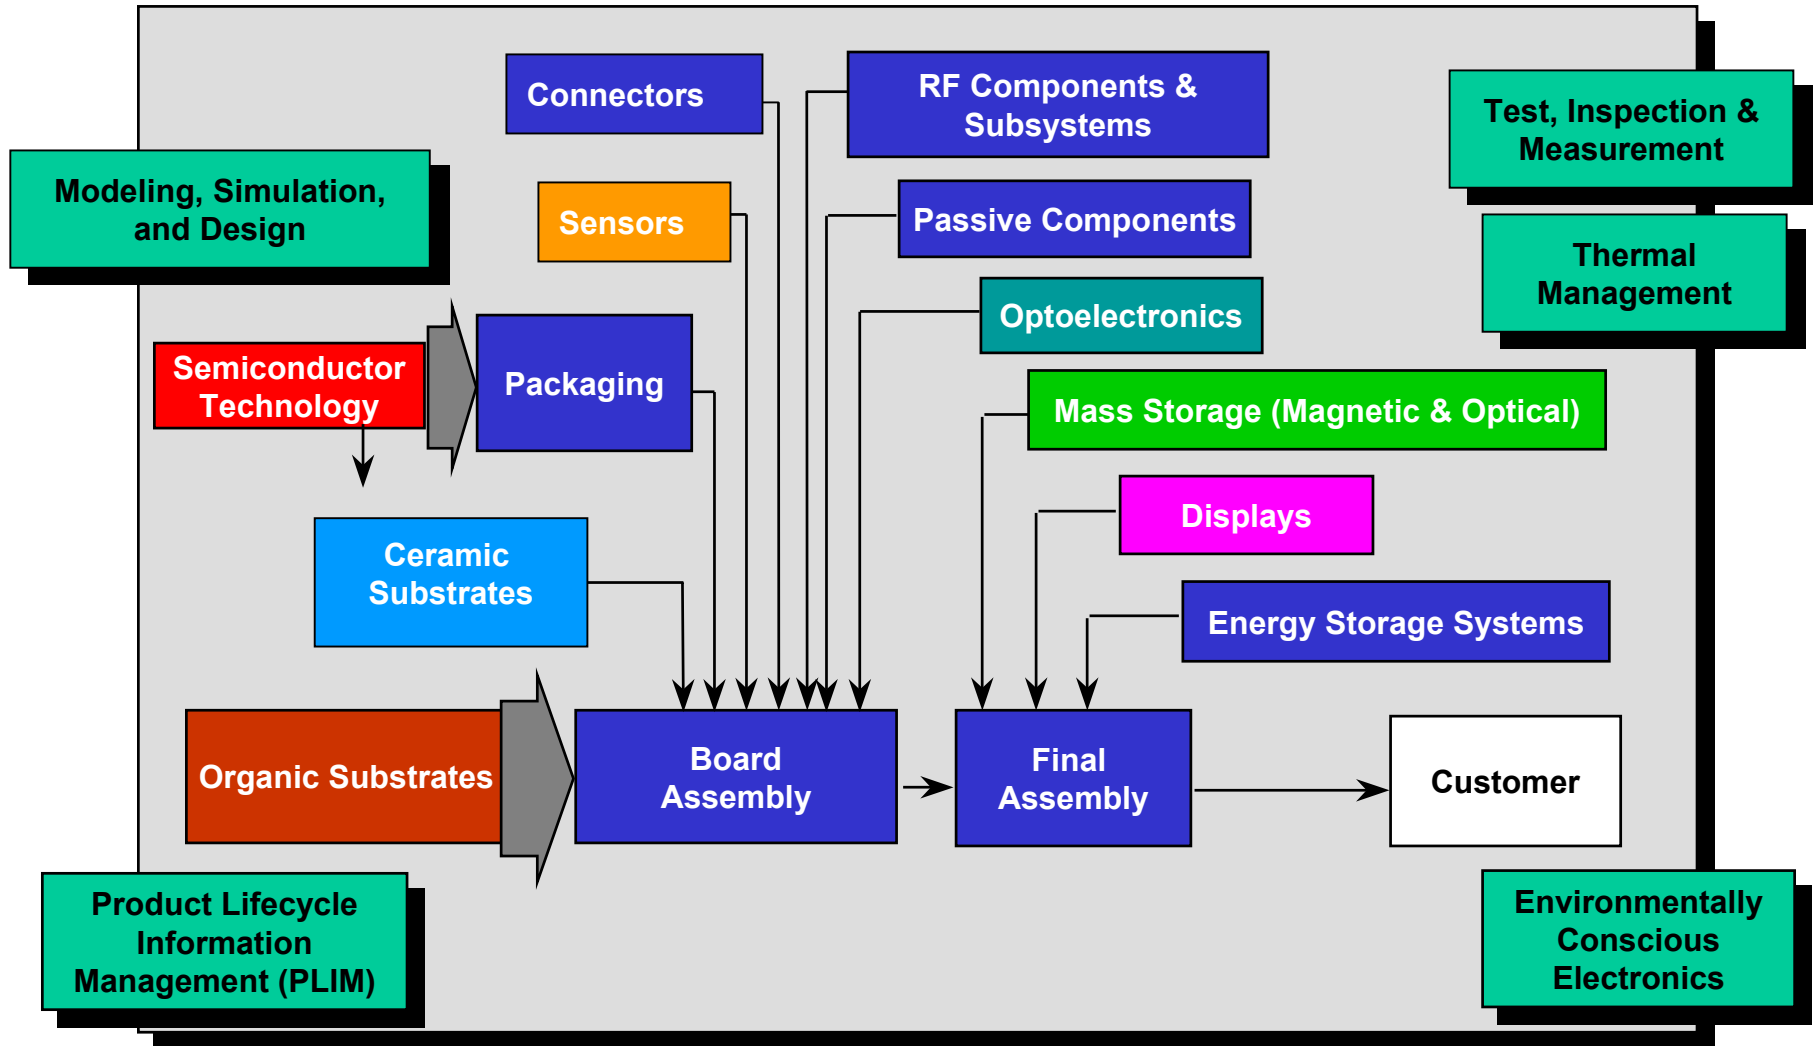 Connectors
RF Components &
Subsystems
Test, Inspection &
Measurement
Modeling, Simulation,
and Design
Sensors
Passive Components
Thermal
Management
Optoelectronics
Semiconductor
Technology
Packaging
Mass Storage (Magnetic & Optical)
Displays
Ceramic
Substrates
Energy Storage Systems
Organic Substrates
Board
Assembly
Final
Assembly
Customer
Product Lifecycle
Information
Management (PLIM)
Environmentally
Conscious
Electronics